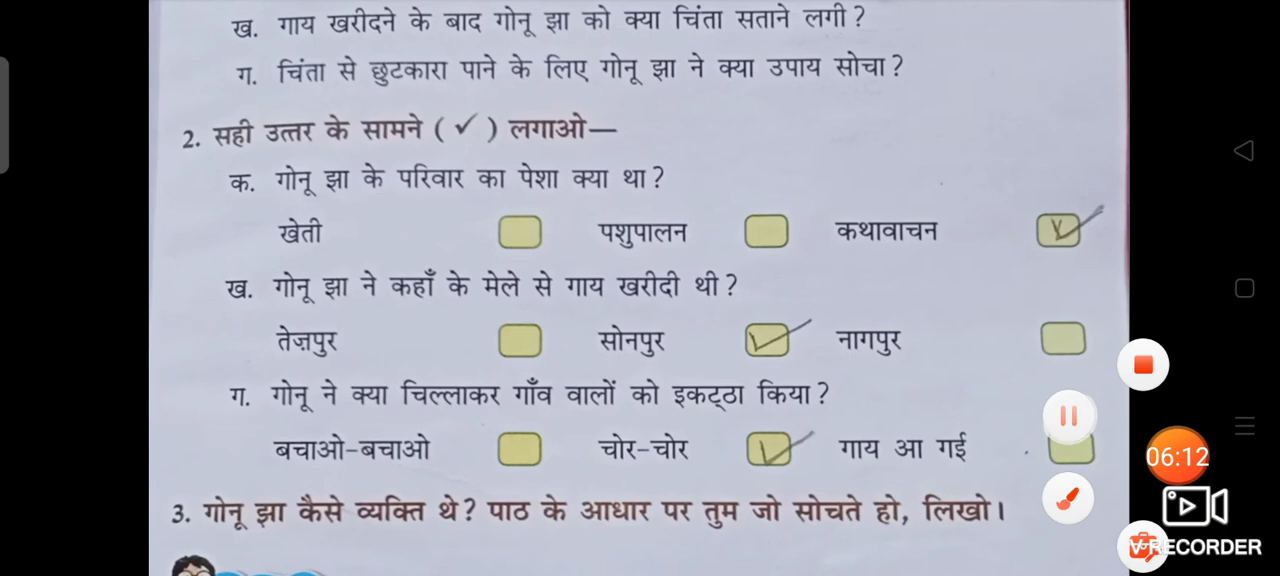 ख. गाय खरीदने के बाद गोनू झा को क्या चिंता सताने लगी?
ग. चिंता से छुटकारा पाने के लिए गोनू झा ने क्या उपाय सोचा?
2. सही उत्तर के सामने (✓) लगाओ—
क. गोनू झा के परिवार का पेशा क्या था?
खेती पशुपालन कथावाचन ✓
ख. गोनू झा ने कहाँ के मेले से गाय खरीदी थी?
तेज़पुर सोनपुर ✓ नागपुर
ग. गोनू ने क्या चिल्लाकर गाँव वालों को इकट्ठा किया?
बचाओ-बचाओ चोर-चोर ✓ गाय आ गई
06:12
3. गोनू झा कैसे व्यक्ति थे? पाठ के आधार पर तुम जो सोचते हो, लिखो।
V RECORDER